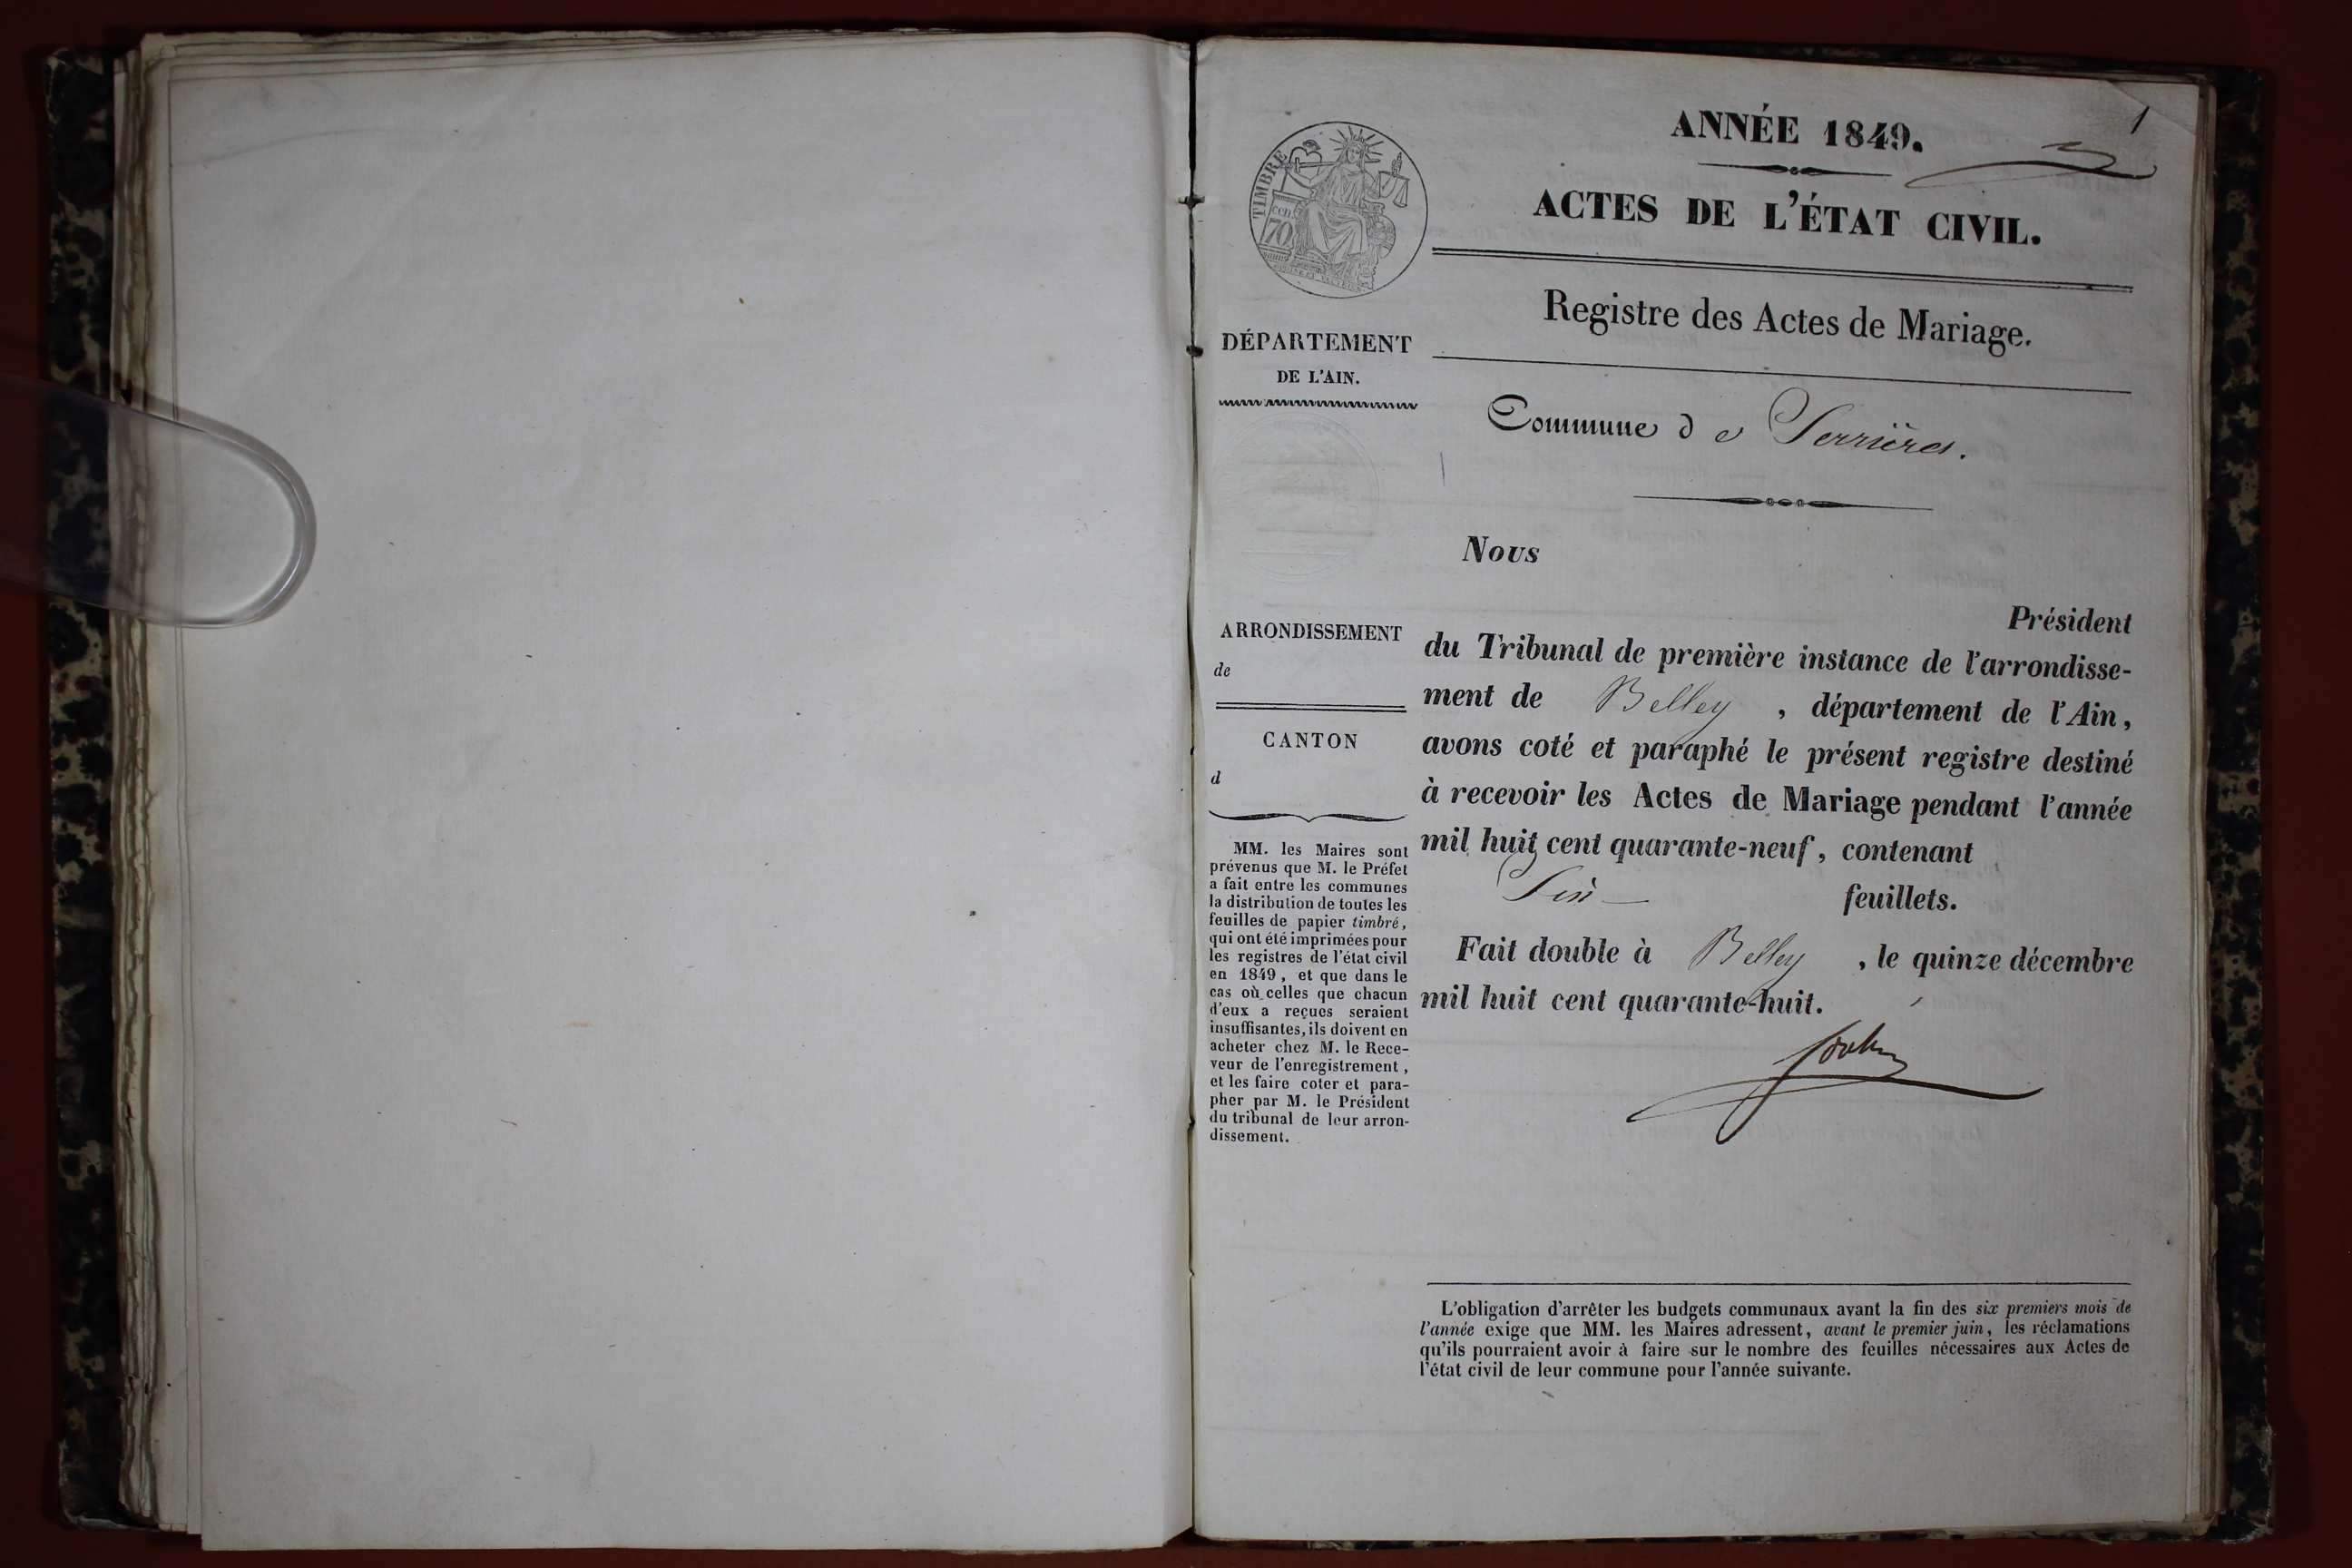 1
ANNÉE 1849.
ACTES DE L'ÉTAT CIVIL.
TIMBRE
cen
70
Registre des Actes de Mariage.
DÉPARTEMENT
DE L'AIN.
Commune de Serrières.
Nous
Président
du Tribunal de première instance de l'arrondisse-
ment de Belley, département de l'Ain,
avons coté et paraphé le présent registre destiné
à recevoir les Actes de Mariage pendant l'année
mil huit cent quarante-neuf, contenant
Six feuillets.
Fait double à Belley, le quinze décembre
mil huit cent quarante-huit.
ARRONDISSEMENT
de
CANTON
d
MM. les Maires sont
prévenus que M. le Préfet
a fait entre les communes
la distribution de toutes les
feuilles de papier timbré,
qui ont été imprimées pour
les registres de l'état civil
en 1849, et que dans le
cas où celles que chacun
d'eux a reçues seraient
insuffisantes, ils doivent en
acheter chez M. le Rece-
veur de l'enregistrement,
et les faire coter et para-
pher par M. le Président
du tribunal de leur arron-
dissement.
L'obligation d'arrêter les budgets communaux avant la fin des six premiers mois de
l'année exige que MM. les Maires adressent, avant le premier juin, les réclamations
qu'ils pourraient avoir à faire sur le nombre des feuilles nécessaires aux Actes de
l'état civil de leur commune pour l'année suivante.